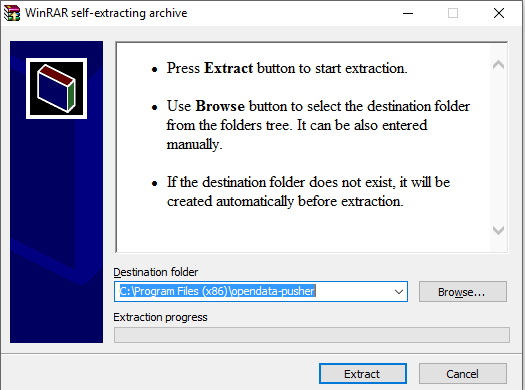 WinRAR self-extracting archive
Press Extract button to start extraction.
Use Browse button to select the destination folder
from the folders tree. It can be also entered
manually.
If the destination folder does not exist, it will be
created automatically before extraction.
Destination folder
C:\Program Files (x86)\opendata-pusher
Browse...
Extraction progress
Extract
Cancel